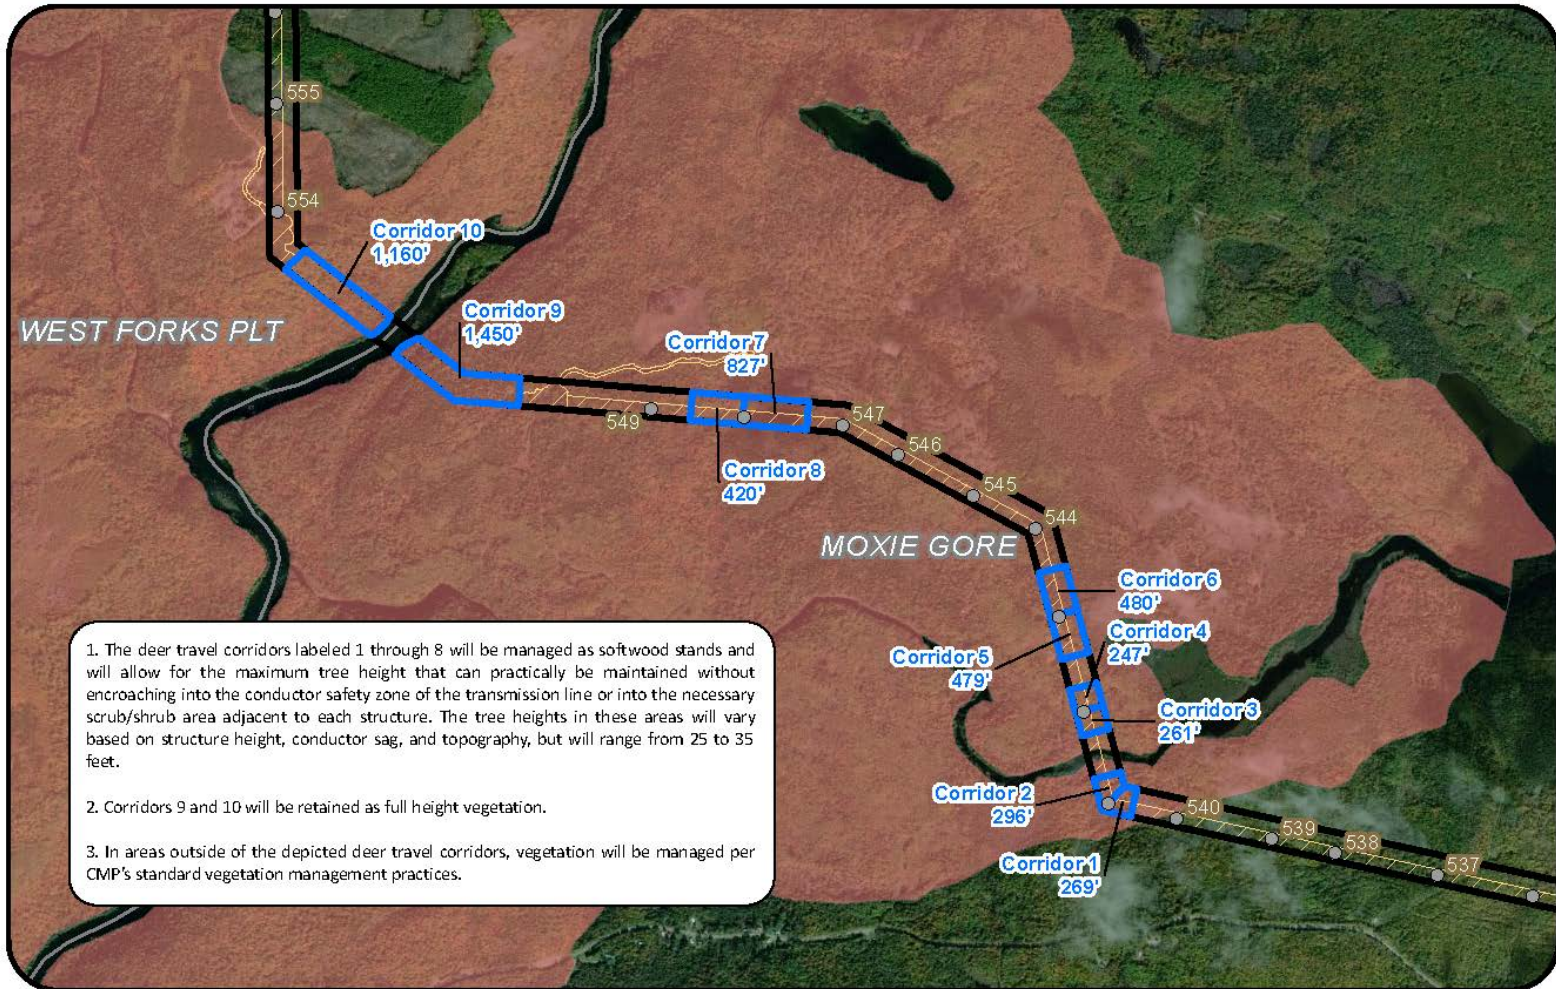 555
554
Corridor 10
1,160'
Corridor 9
1,450'
WEST FORKS PLT
Corridor 7
827'
547
549
546
Corridor 8
420'
545
544
MOXIE GORE
Corridor 6
480'
Corridor 4
247'
Corridor 5
479'
Corridor 3
261'
Corridor 2
296'
540
539
538
537
Corridor 1
269'
1. The deer travel corridors labeled 1 through 8 will be managed as softwood stands and
will allow for the maximum tree height that can practically be maintained without
encroaching into the conductor safety zone of the transmission line or into the necessary
scrub/shrub area adjacent to each structure. The tree heights in these areas will vary
based on structure height, conductor sag, and topography, but will range from 25 to 35
feet.
2. Corridors 9 and 10 will be retained as full height vegetation.
3. In areas outside of the depicted deer travel corridors, vegetation will be managed per
CMP's standard vegetation management practices.